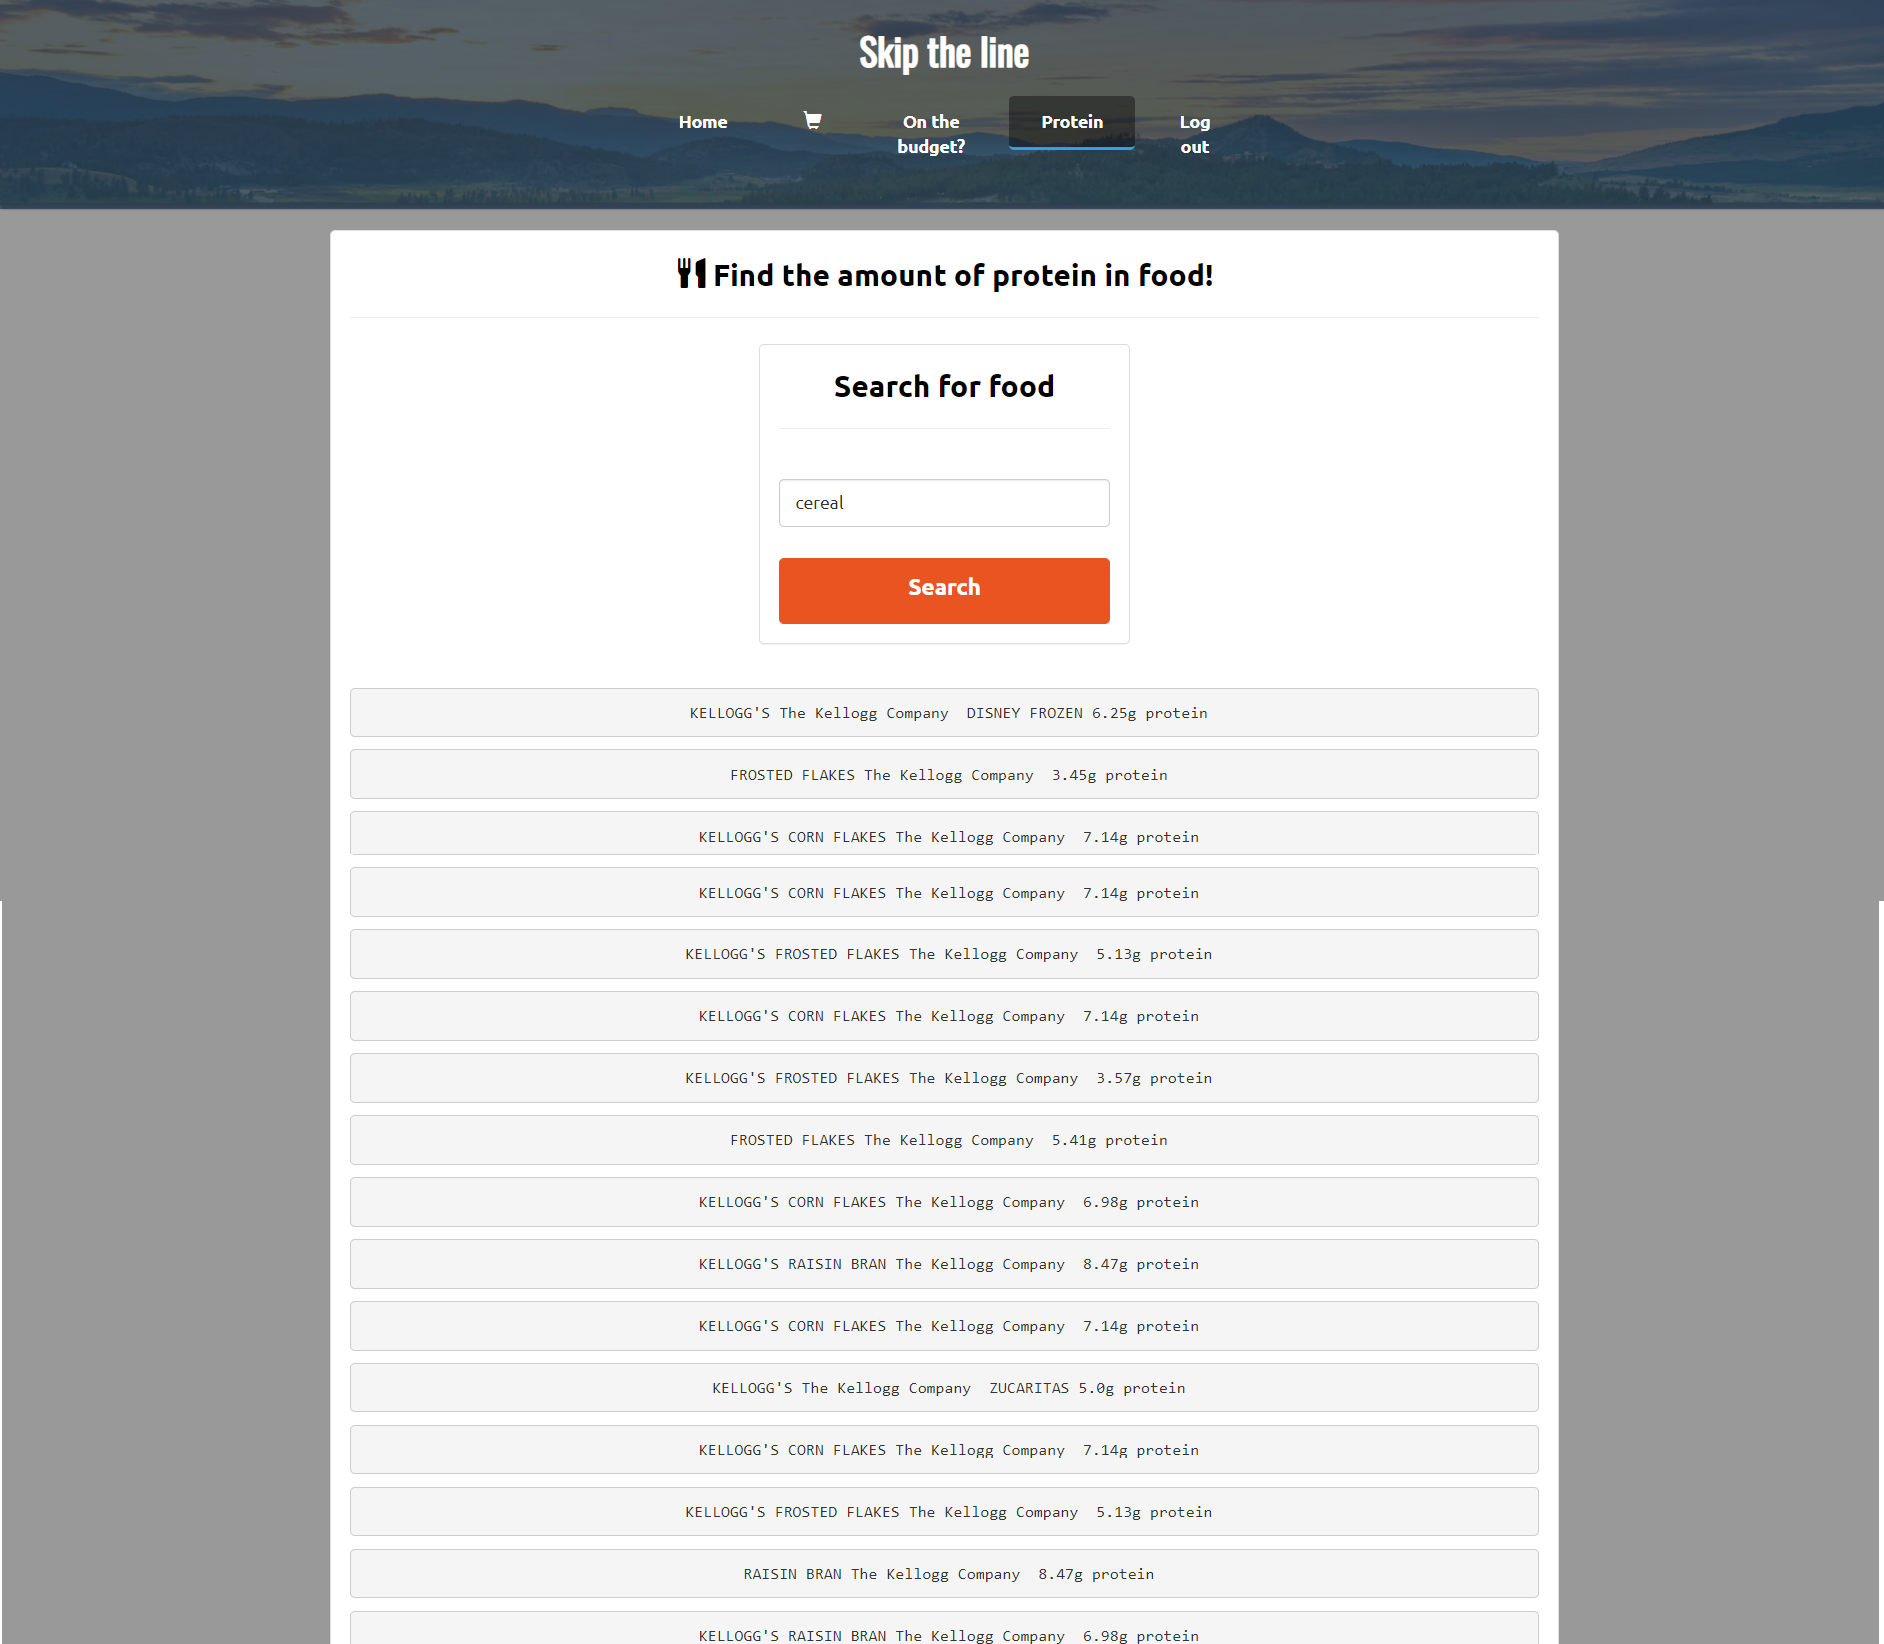 Skip the line
Home
On the
budget?
Protein
Log
out
Find the amount of protein in food!
Search for food
cereal
Search
KELLOGG'S The Kellogg Company  DISNEY FROZEN 6.25g protein
FROSTED FLAKES The Kellogg Company  3.45g protein
KELLOGG'S CORN FLAKES The Kellogg Company  7.14g protein
KELLOGG'S CORN FLAKES The Kellogg Company  7.14g protein
KELLOGG'S FROSTED FLAKES The Kellogg Company  5.13g protein
KELLOGG'S CORN FLAKES The Kellogg Company  7.14g protein
KELLOGG'S FROSTED FLAKES The Kellogg Company  3.57g protein
FROSTED FLAKES The Kellogg Company  5.41g protein
KELLOGG'S CORN FLAKES The Kellogg Company  6.98g protein
KELLOGG'S RAISIN BRAN The Kellogg Company  8.47g protein
KELLOGG'S CORN FLAKES The Kellogg Company  7.14g protein
KELLOGG'S The Kellogg Company  ZUCARITAS 5.0g protein
KELLOGG'S CORN FLAKES The Kellogg Company  7.14g protein
KELLOGG'S FROSTED FLAKES The Kellogg Company  5.13g protein
RAISIN BRAN The Kellogg Company  8.47g protein
KELLOGG'S RAISIN BRAN The Kellogg Company  6.98g protein